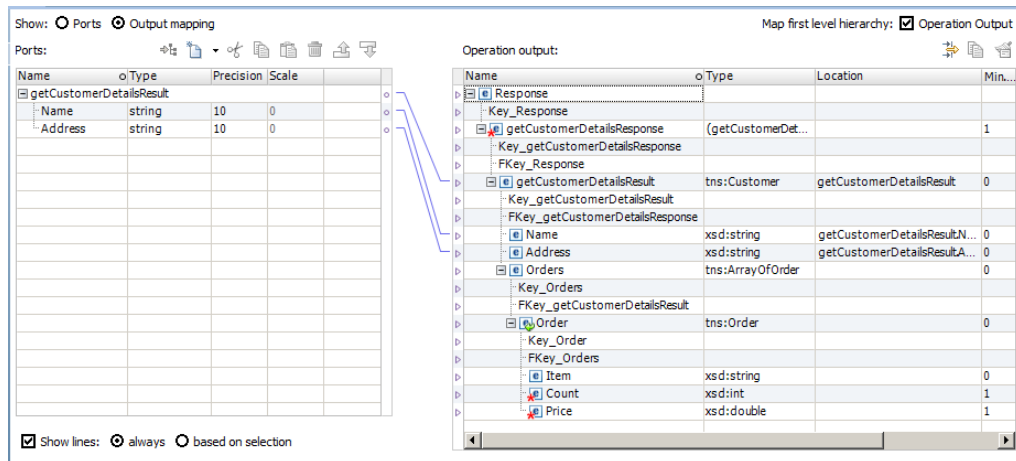 Show: Ports Output mapping Map first level hierarchy: Operation Output
Ports: Operation output:
Name Type Precision Scale Name Type Location Min....
getCustomerDetailsResult Response
Name string 10 0 Key_Response
Address string 10 0 getCustomerDetailsResponse (getCustomerDet... 1
Key_getCustomerDetailsResponse
FKey_Response
getCustomerDetailsResult tns:Customer getCustomerDetailsResult 0
Key_getCustomerDetailsResult
FKey_getCustomerDetailsResponse
Name xsd:string getCustomerDetailsResult.N... 0
Address xsd:string getCustomerDetailsResult.A... 0
Orders tns:ArrayOfOrder 0
Key_Orders
FKey_getCustomerDetailsResult
Order tns:Order 0
Key_Order
FKey_Orders
Item xsd:string 0
Count xsd:int 1
Price xsd:double 1
Show lines: always based on selection